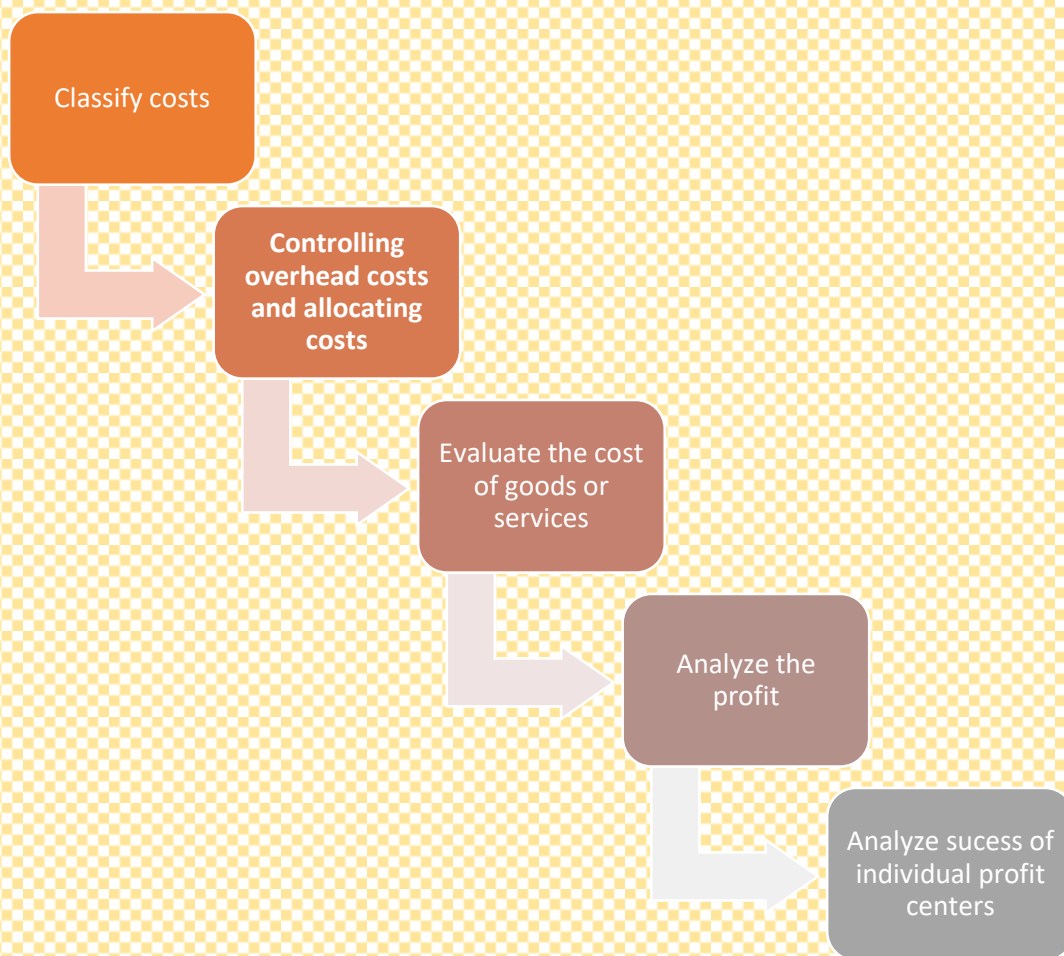 Classify costs
Controlling
overhead costs
and allocating
costs
Evaluate the cost
of goods or
services
Analyze the
profit
Analyze sucess of
individual profit
centers